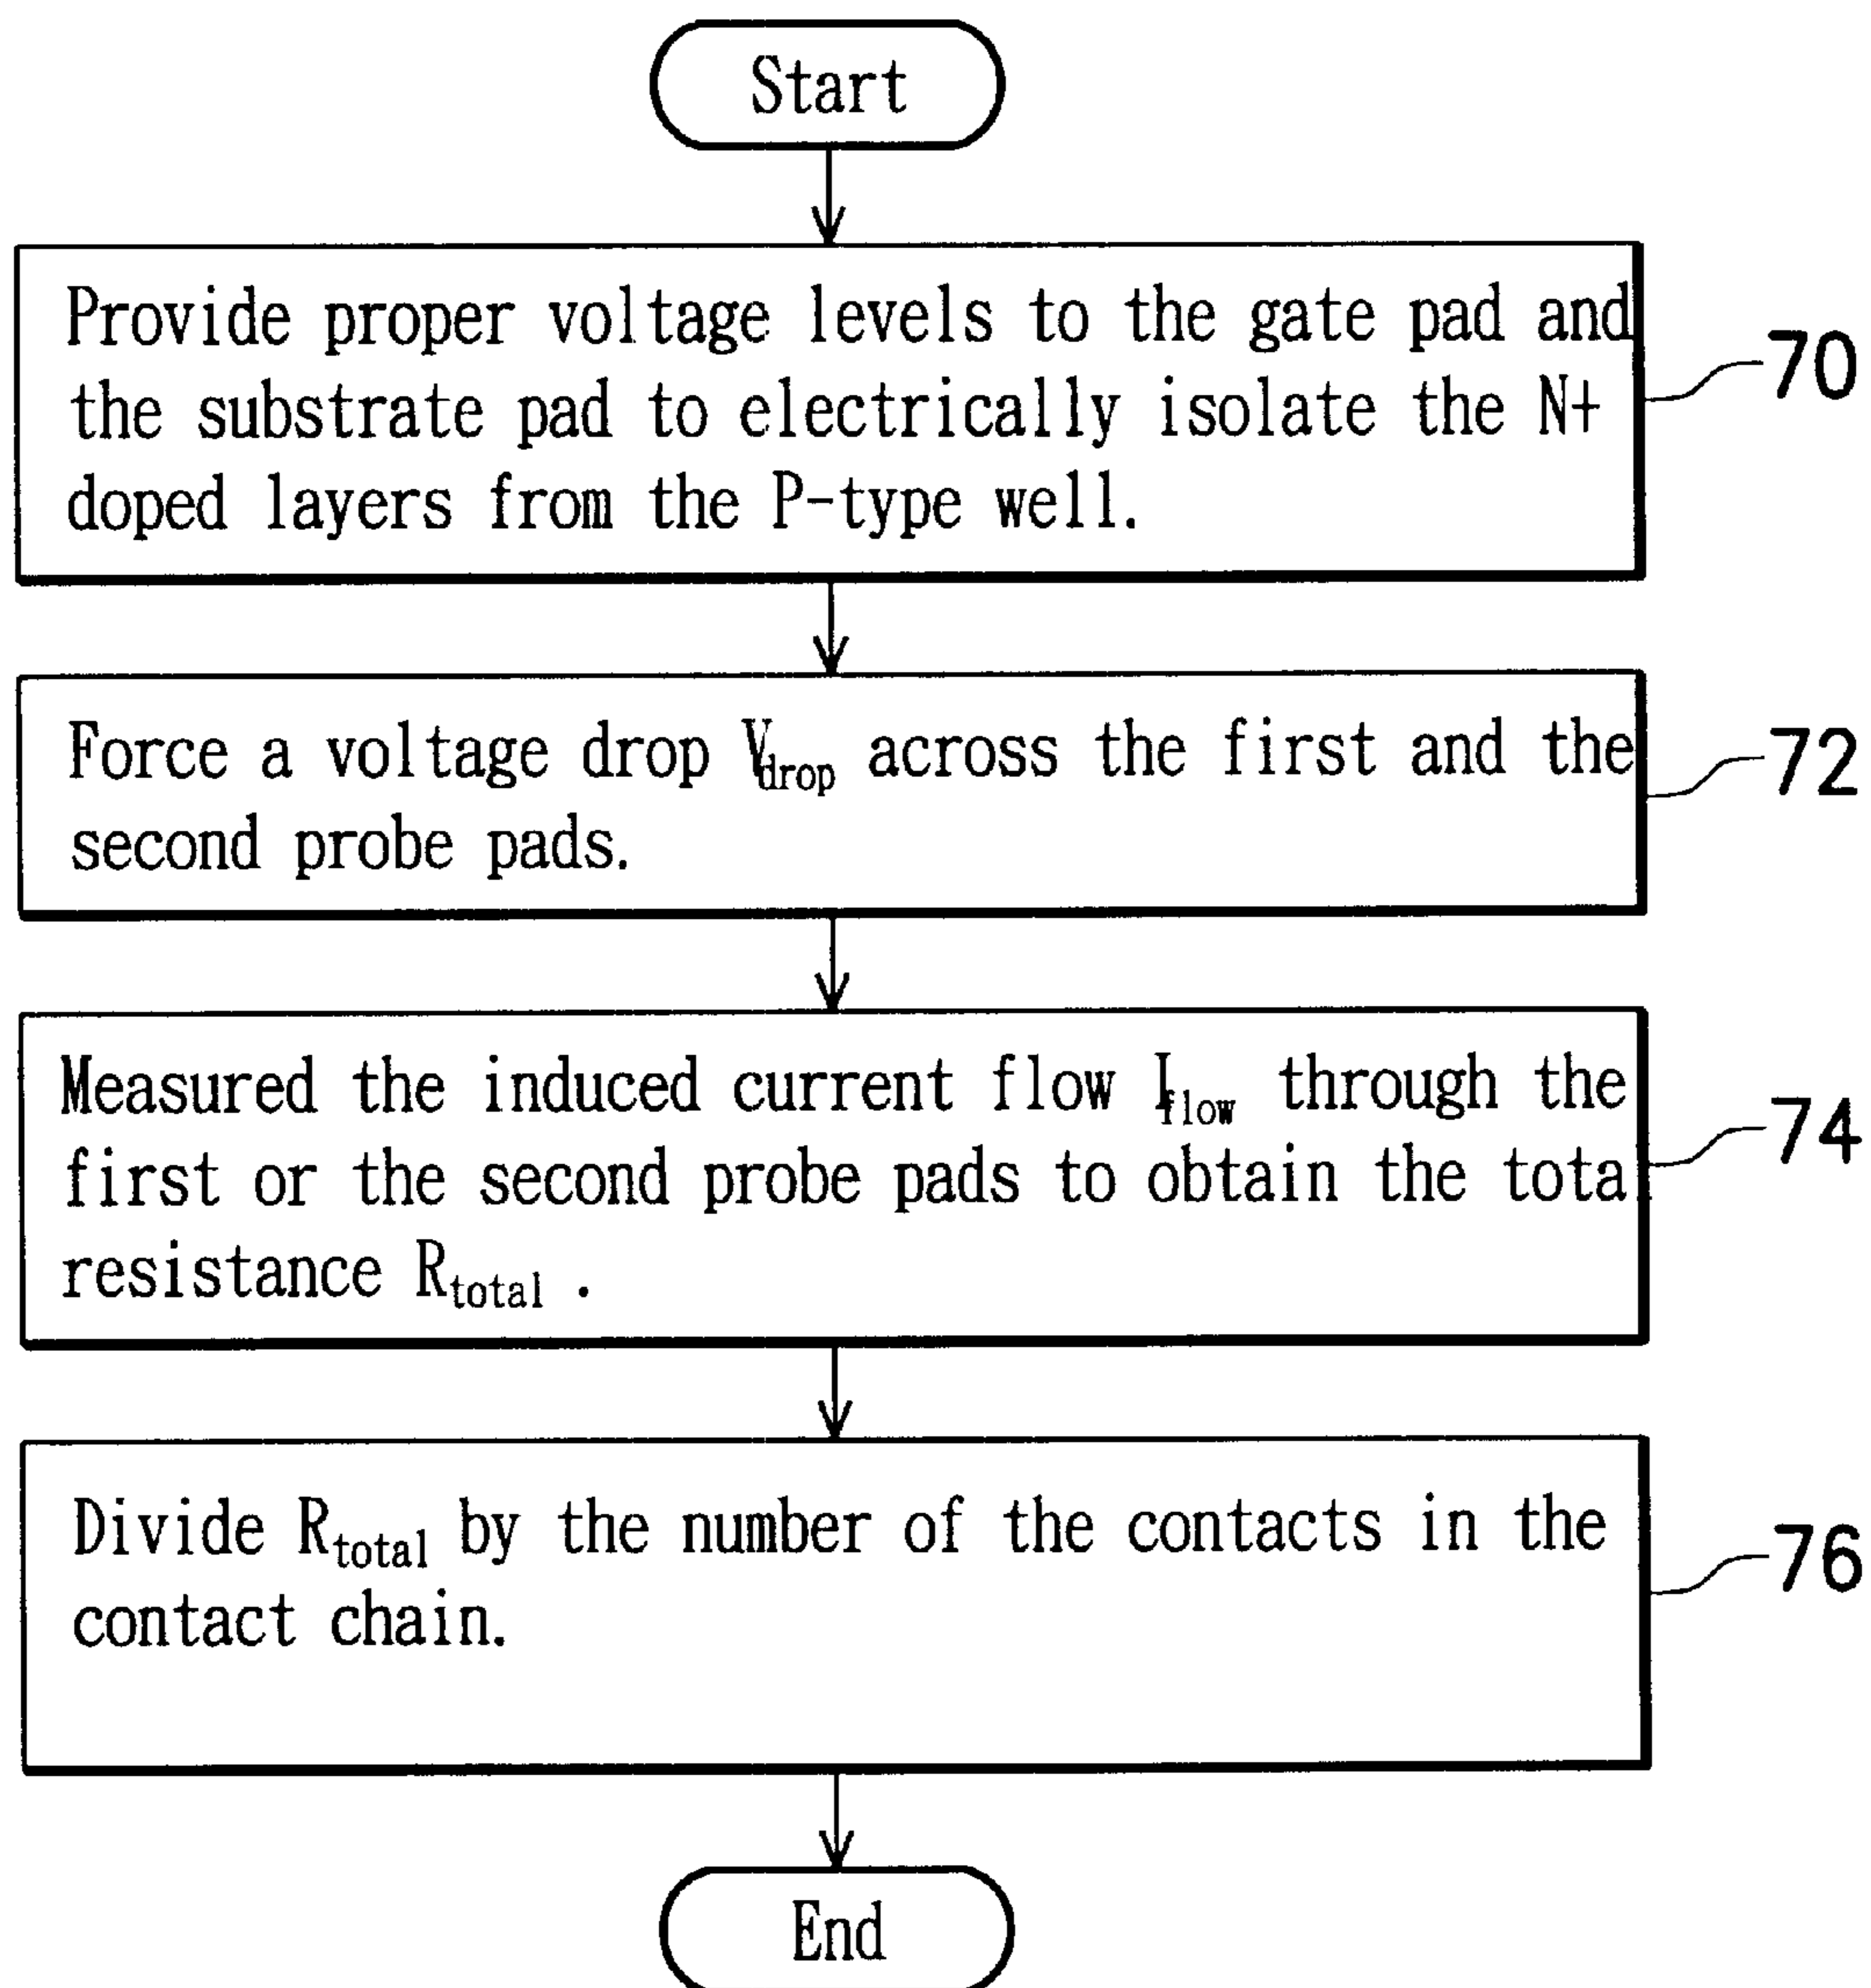 Start
Provide proper voltage levels to the gate pad and
the substrate pad to electrically isolate the N+
doped layers from the P-type well.
70
Force a voltage drop Vdrop across the first and the
second probe pads.
72
Measured the induced current flow Iflow through the
first or the second probe pads to obtain the tota
resistance Rtotal .
74
Divide Rtotal by the number of the contacts in the
contact chain.
76
End